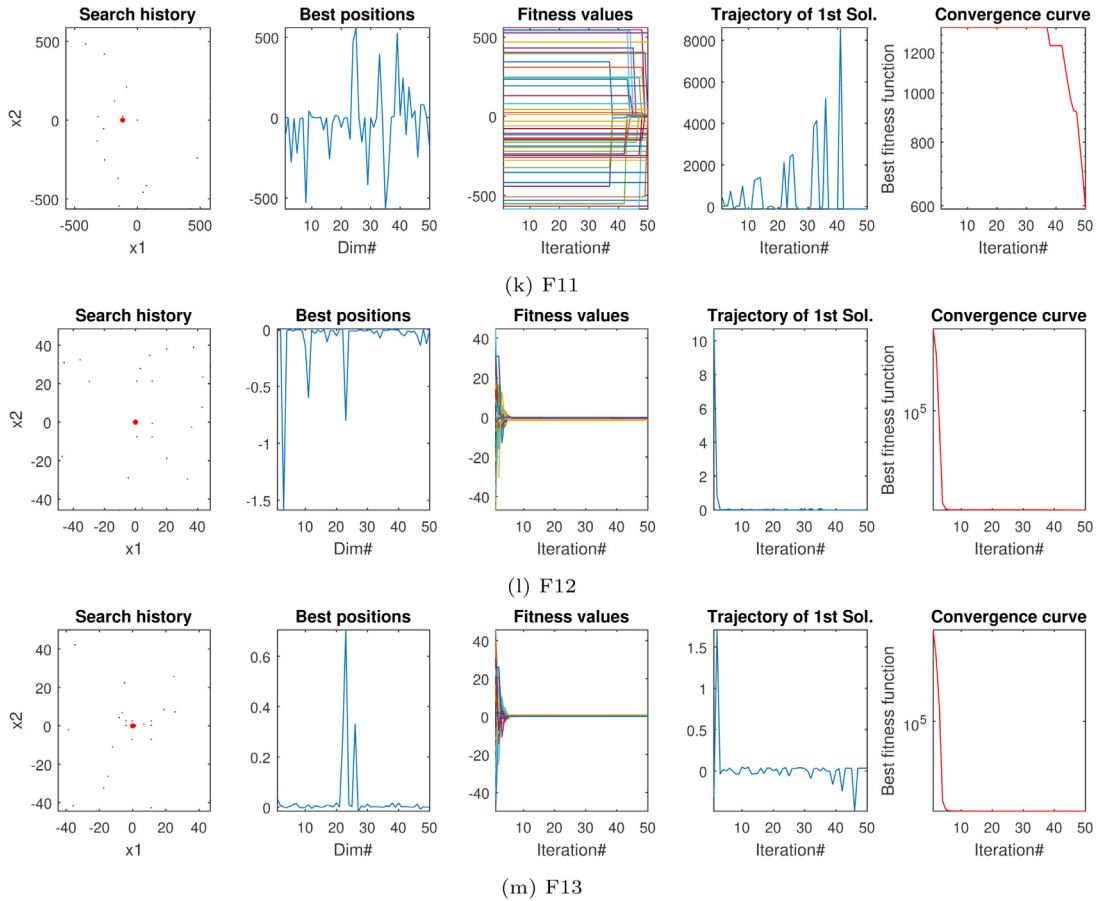 Search history Best positions Fitness values Trajectory of 1st Sol. Convergence curve
500 0 -500
-500 0 500
x2
x1
500 0 -500
10 20 30 40 50
Dim#
500 0 -500
10 20 30 40 50
Iteration#
8000 6000 4000 2000 0
10 20 30 40 50
Iteration#
Best fitness function
1200 1000 800 600
10 20 30 40 50
(k) F11
Search history Best positions Fitness values Trajectory of 1st Sol. Convergence curve
40 20 0 -20 -40
-40 -20 0 20 40
x2
x1
0 -0.5 -1 -1.5
10 20 30 40 50
Dim#
40 20 0 -20 -40
10 20 30 40 50
Iteration#
10 8 6 4 2 0
10 20 30 40 50
Iteration#
Best fitness function
10^5
10 20 30 40 50
(l) F12
Search history Best positions Fitness values Trajectory of 1st Sol. Convergence curve
40 20 0 -20 -40
-40 -20 0 20 40
x2
x1
0.6 0.4 0.2 0
10 20 30 40 50
Dim#
40 20 0 -20 -40
10 20 30 40 50
Iteration#
1.5 1 0.5 0
10 20 30 40 50
Iteration#
Best fitness function
10^5
10 20 30 40 50
(m) F13